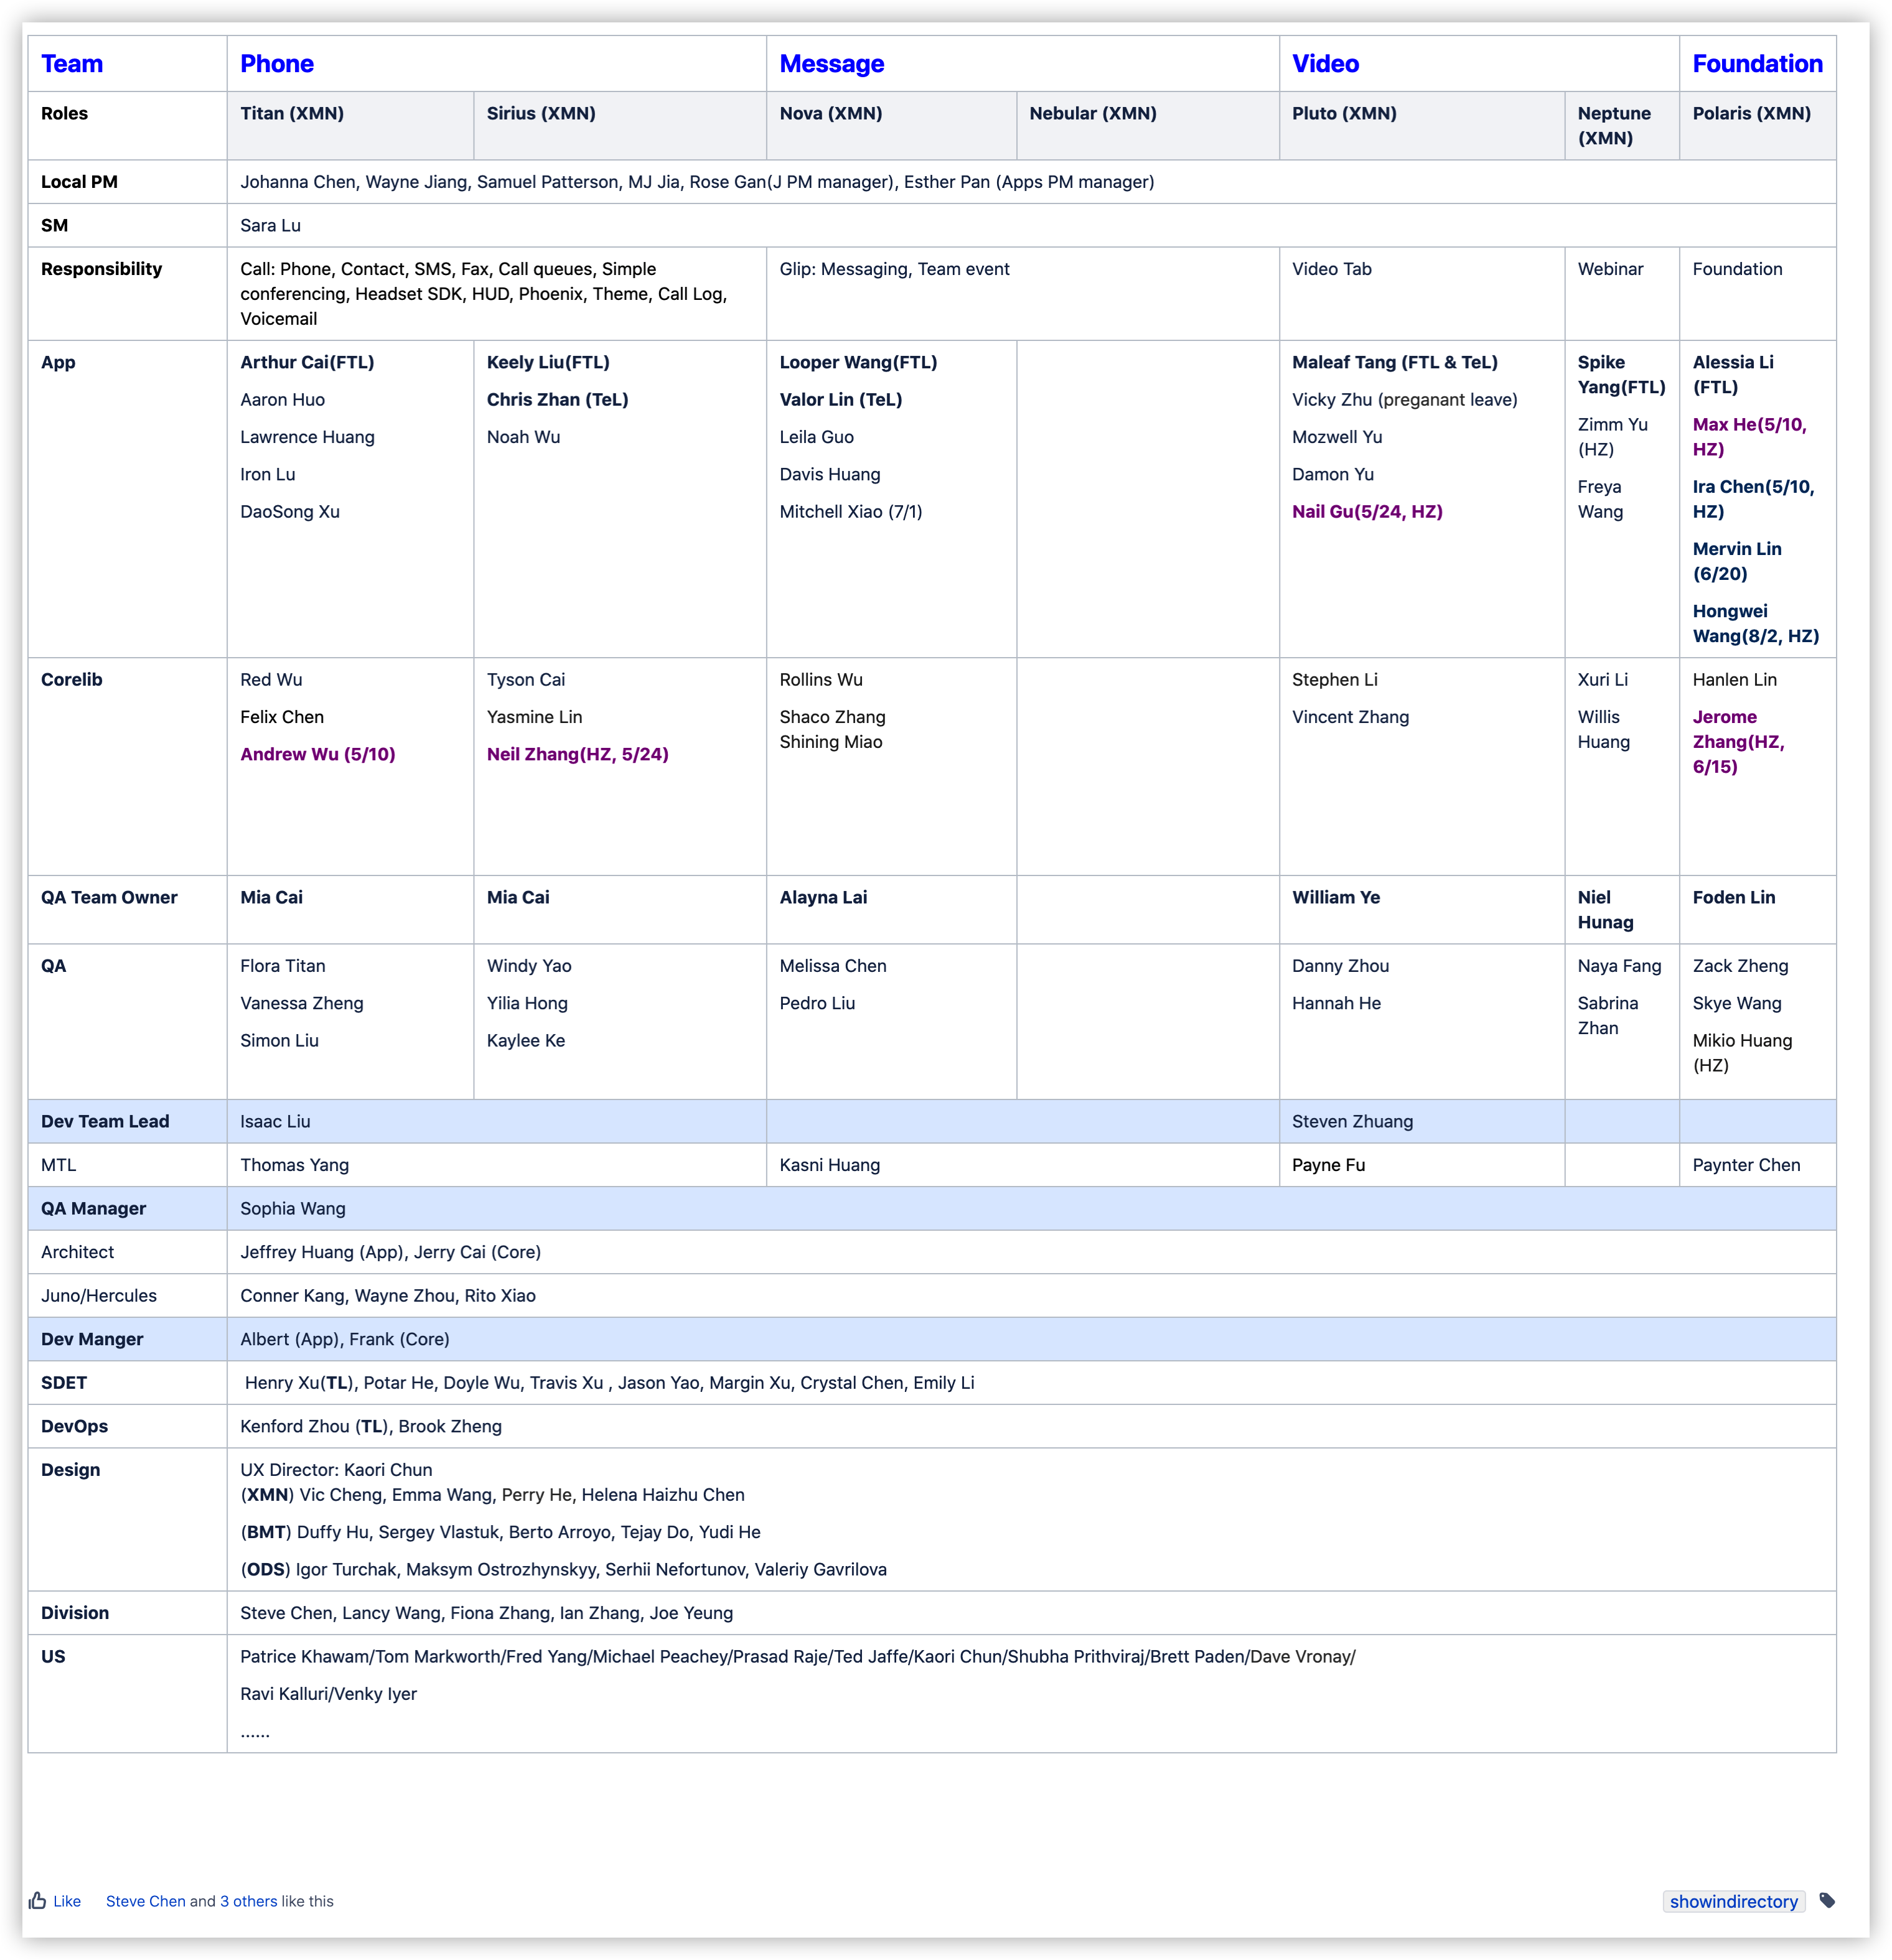 Team Phone Message Video Foundation
Roles Titan (XMN) Sirius (XMN) Nova (XMN) Nebular (XMN) Pluto (XMN) Neptune (XMN) Polaris (XMN)
Local PM Johanna Chen, Wayne Jiang, Samuel Patterson, MJ Jia, Rose Gan(J PM manager), Esther Pan (Apps PM manager)
SM Sara Lu
Responsibility
Call: Phone, Contact, SMS, Fax, Call queues, Simple
conferencing, Headset SDK, HUD, Phoenix, Theme, Call Log,
Voicemail
Glip: Messaging, Team event
Video Tab
Webinar
Foundation
App
Arthur Cai(FTL)
Aaron Huo
Lawrence Huang
Iron Lu
DaoSong Xu
Keely Liu(FTL)
Chris Zhan (TeL)
Noah Wu
Looper Wang(FTL)
Valor Lin (TeL)
Leila Guo
Davis Huang
Mitchell Xiao (7/1)
Maleaf Tang (FTL & TeL)
Vicky Zhu (preganant leave)
Mozwell Yu
Damon Yu
Nail Gu(5/24, HZ)
Spike
Yang(FTL)
Zimm Yu
(HZ)
Freya
Wang
Alessia Li
(FTL)
Max He(5/10,
HZ)
Ira Chen(5/10,
HZ)
Mervin Lin
(6/20)
Hongwei
Wang(8/2, HZ)
Corelib
Red Wu
Felix Chen
Andrew Wu (5/10)
Tyson Cai
Yasmine Lin
Neil Zhang(HZ, 5/24)
Rollins Wu
Shaco Zhang
Shining Miao
Stephen Li
Vincent Zhang
Xuri Li
Willis
Huang
Hanlen Lin
Jerome
Zhang(HZ,
6/15)
QA Team Owner
Mia Cai
Mia Cai
Alayna Lai
William Ye
Niel
Hunag
Foden Lin
QA
Flora Titan
Vanessa Zheng
Simon Liu
Windy Yao
Yilia Hong
Kaylee Ke
Melissa Chen
Pedro Liu
Danny Zhou
Hannah He
Naya Fang
Sabrina
Zhan
Zack Zheng
Skye Wang
Mikio Huang
(HZ)
Dev Team Lead Isaac Liu Steven Zhuang
MTL Thomas Yang Kasni Huang Payne Fu Paynter Chen
QA Manager Sophia Wang
Architect Jeffrey Huang (App), Jerry Cai (Core)
Juno/Hercules Conner Kang, Wayne Zhou, Rito Xiao
Dev Manger Albert (App), Frank (Core)
SDET Henry Xu(TL), Potar He, Doyle Wu, Travis Xu , Jason Yao, Margin Xu, Crystal Chen, Emily Li
DevOps Kenford Zhou (TL), Brook Zheng
Design UX Director: Kaori Chun
(XMN) Vic Cheng, Emma Wang, Perry He, Helena Haizhu Chen
(BMT) Duffy Hu, Sergey Vlastuk, Berto Arroyo, Tejay Do, Yudi He
(ODS) Igor Turchak, Maksym Ostrozhynskyy, Serhii Nefortunov, Valeriy Gavrilova
Division Steve Chen, Lancy Wang, Fiona Zhang, Ian Zhang, Joe Yeung
US Patrice Khawam/Tom Markworth/Fred Yang/Michael Peachey/Prasad Raje/Ted Jaffe/Kaori Chun/Shubha Prithviraj/Brett Paden/Dave Vronay/
Ravi Kalluri/Venky Iyer
......
Like Steve Chen and 3 others like this showindirectory